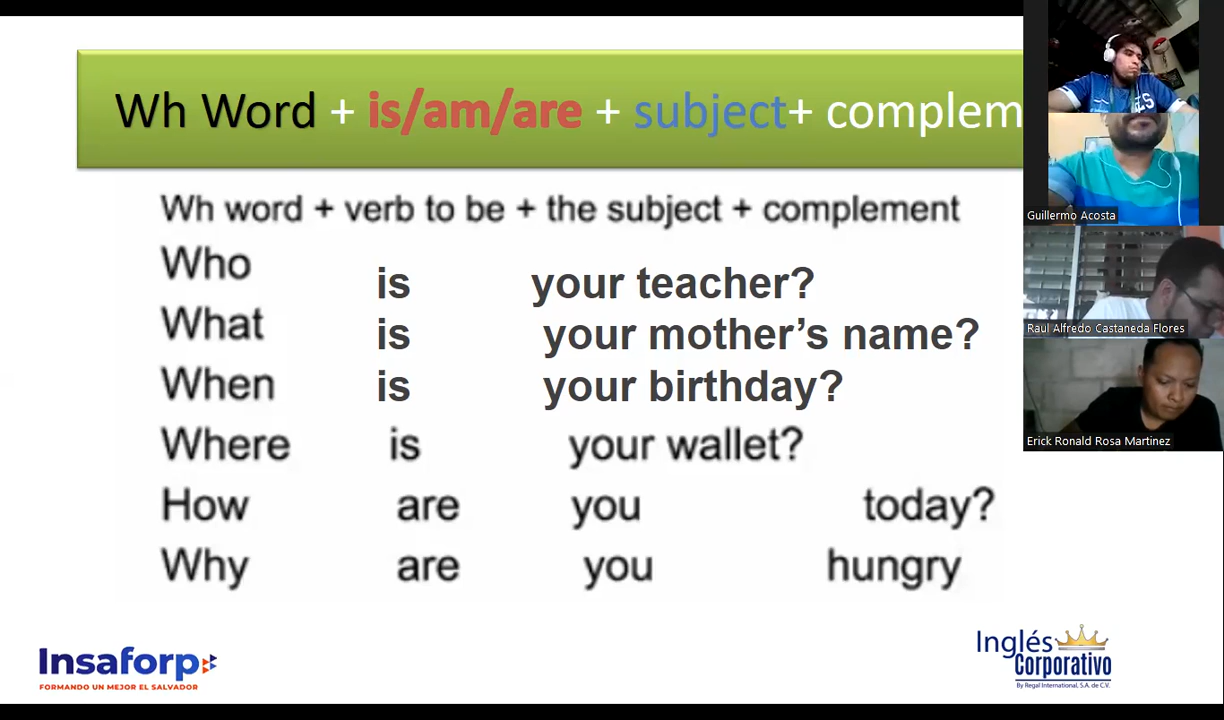 Wh Word + is/am/are + subject+ complem
Wh word + verb to be + the subject + complement
Who is your teacher?
What is your mother's name?
When is your birthday?
Where is your wallet?
How are you today?
Why are you hungry
Insaforp
FORMANDO UN MEJOR EL SALVADOR
Inglés
Corporativo
By Regal International, S.A. de C.V.
Guillermo Acosta
Raul Alfredo Castaneda Flores
Erick Ronald Rosa Martinez